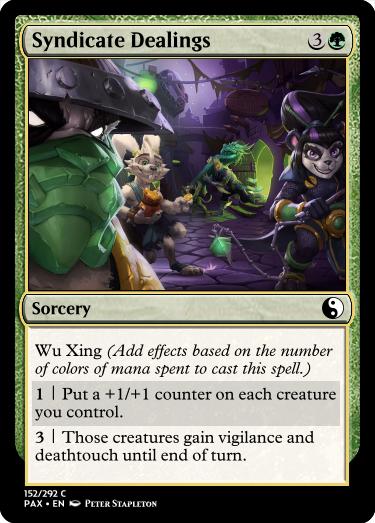 Syndicate Dealings 3
Sorcery
Wu Xing (Add effects based on the number
of colors of mana spent to cast this spell.)
1 | Put a +1/+1 counter on each creature
you control.
3 | Those creatures gain vigilance and
deathtouch until end of turn.
152/292 C
PAX • EN Peter Stapleton